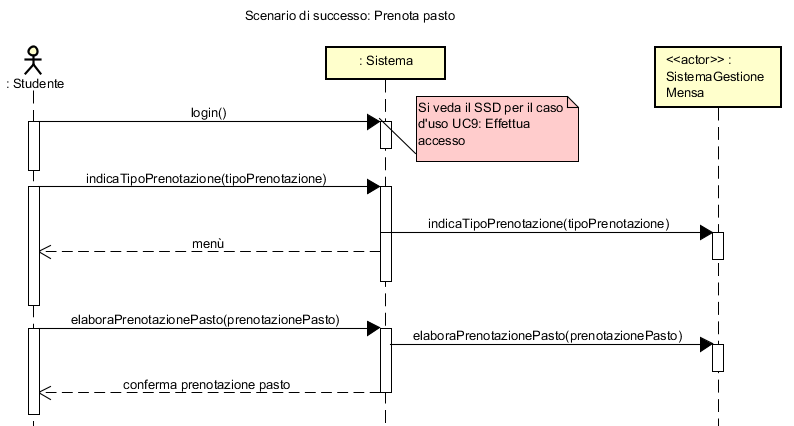 Scenario di successo: Prenota pasto
: Studente
: Sistema
<<actor>> :
SistemaGestione
Mensa
login()
Si veda il SSD per il caso
d'uso UC9: Effettua
accesso
indicaTipoPrenotazione(tipoPrenotazione)
indicaTipoPrenotazione(tipoPrenotazione)
menù
elaboraPrenotazionePasto(prenotazionePasto)
elaboraPrenotazionePasto(prenotazionePasto)
conferma prenotazione pasto